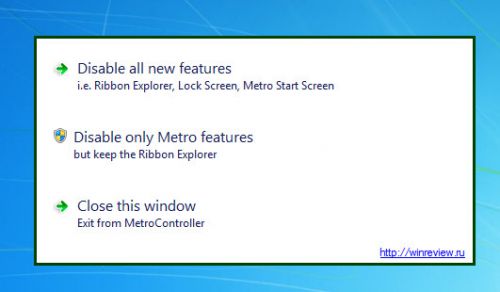 Disable all new features
i.e. Ribbon Explorer, Lock Screen, Metro Start Screen
Disable only Metro features
but keep the Ribbon Explorer
Close this window
Exit from MetroController
http://winreview.ru